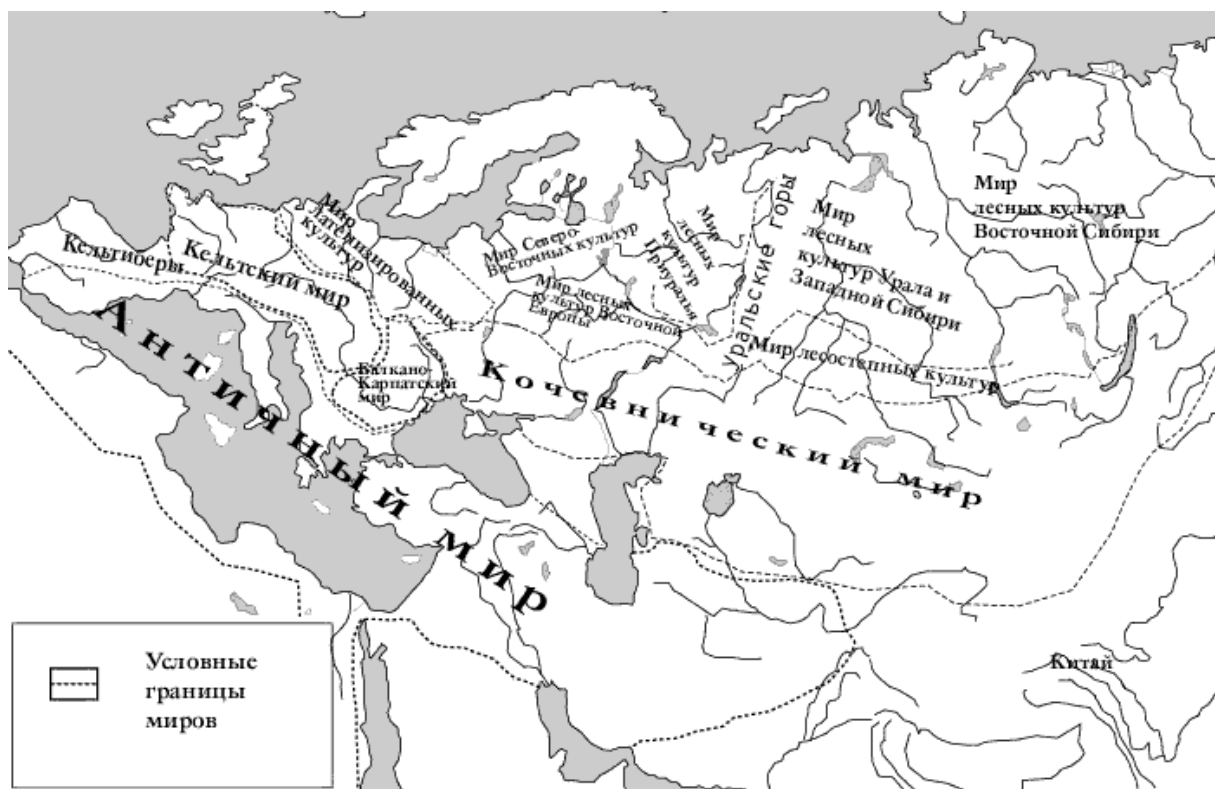 Мир
лесных культур
Восточной Сибири
Мир
лесных
культур Урала и
Западной Сибири
Уральские горы
Мир
лесных
культур
Приуралья
Мир Северо-
Восточных культур
Мир лесных
культур Восточной
Европы
Мир
латенизированных
культур
Кельтиберы
Кельтский мир
Балкано-
Карпатский
мир
Мир лесостепных культур
Кочевнический мир
Античный мир
Китай
Условные
границы
миров